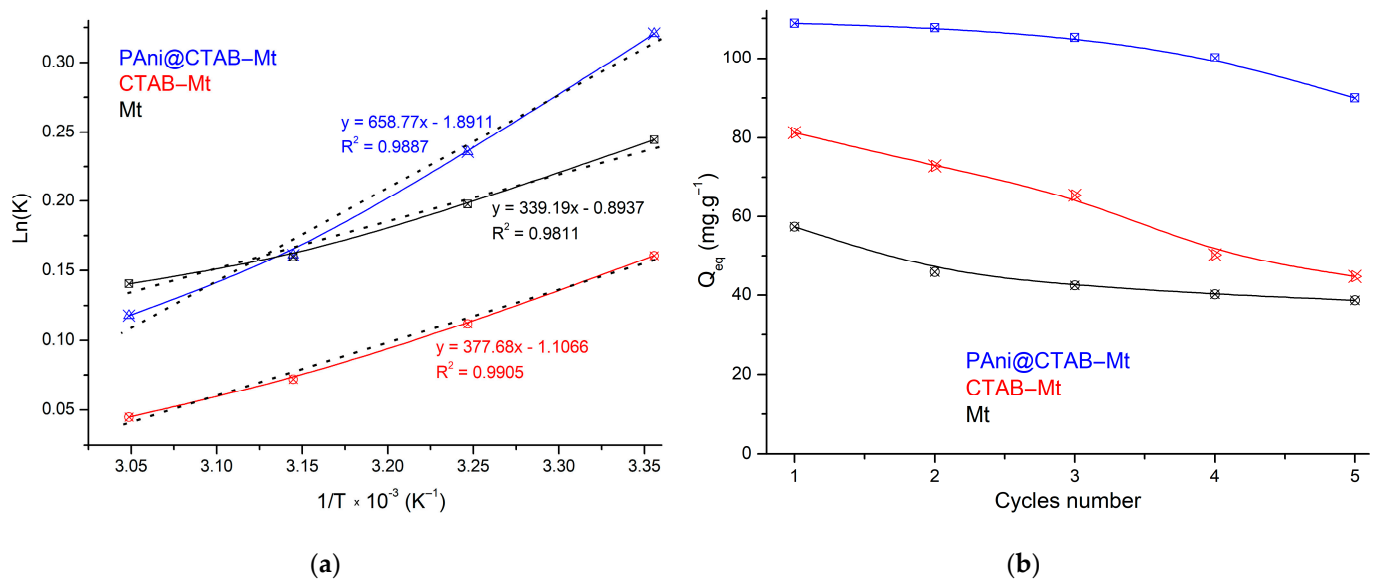 PAni@CTAB–Mt
CTAB–Mt
Mt
y = 658.77x - 1.8911
R² = 0.9887
y = 339.19x - 0.8937
R² = 0.9811
y = 377.68x - 1.1066
R² = 0.9905
Ln(K)
0.30
0.25
0.20
0.15
0.10
0.05
3.05 3.10 3.15 3.20 3.25 3.30 3.35
1/T × 10⁻³ (K⁻¹)
(a)
Qeq (mg.g⁻¹)
100
80
60
40
20
0
PAni@CTAB–Mt
CTAB–Mt
Mt
1 2 3 4 5
Cycles number
(b)